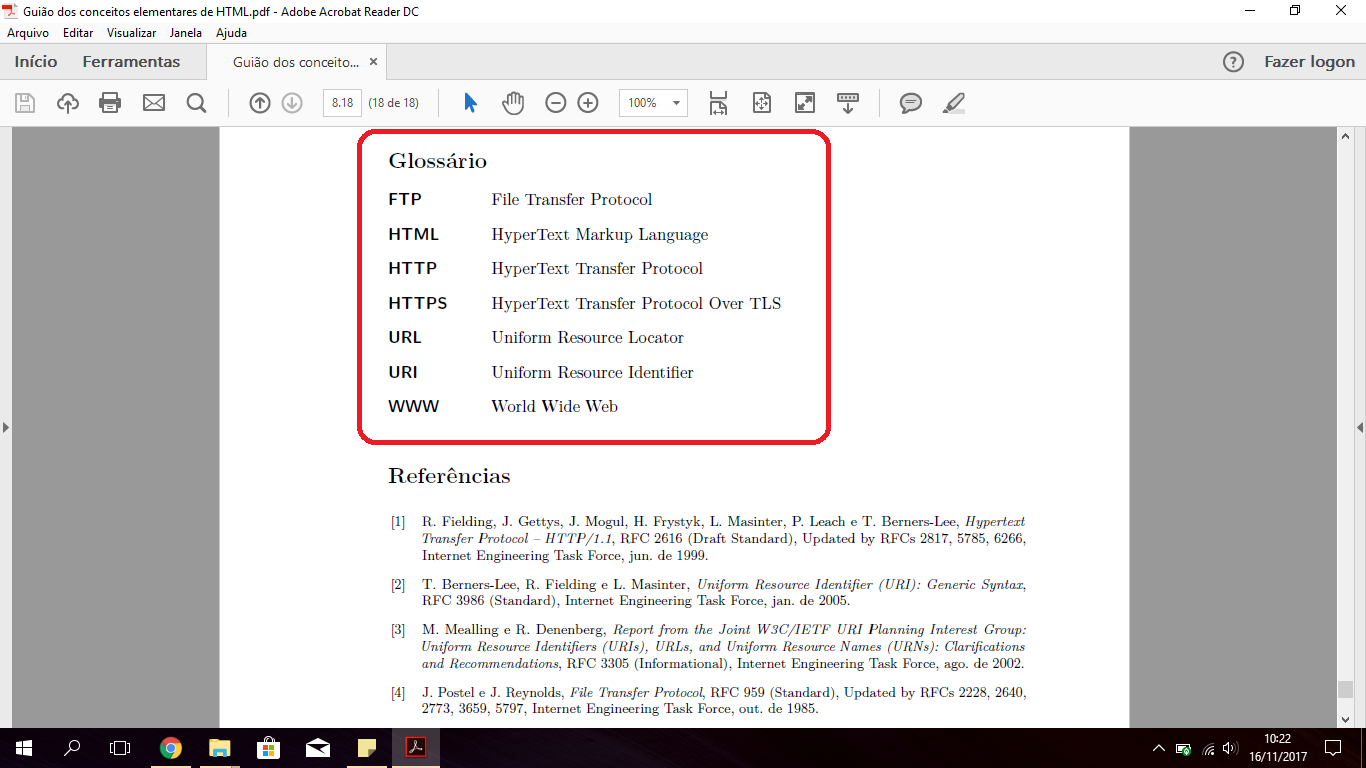 Guião dos conceitos elementares de HTML.pdf - Adobe Acrobat Reader DC
Arquivo Editar Visualizar Janela Ajuda
Início Ferramentas Guião dos conceito... × ? Fazer logon
8.18 (18 de 18) 100%
Glossário
FTP File Transfer Protocol
HTML HyperText Markup Language
HTTP HyperText Transfer Protocol
HTTPS HyperText Transfer Protocol Over TLS
URL Uniform Resource Locator
URI Uniform Resource Identifier
WWW World Wide Web
Referências
[1] R. Fielding, J. Gettys, J. Mogul, H. Frystyk, L. Masinter, P. Leach e T. Berners-Lee, Hypertext
Transfer Protocol – HTTP/1.1, RFC 2616 (Draft Standard), Updated by RFCs 2817, 5785, 6266,
Internet Engineering Task Force, jun. de 1999.
[2] T. Berners-Lee, R. Fielding e L. Masinter, Uniform Resource Identifier (URI): Generic Syntax,
RFC 3986 (Standard), Internet Engineering Task Force, jan. de 2005.
[3] M. Mealling e R. Denenberg, Report from the Joint W3C/IETF URI Planning Interest Group:
Uniform Resource Identifiers (URIs), URLs, and Uniform Resource Names (URNs): Clarifications
and Recommendations, RFC 3305 (Informational), Internet Engineering Task Force, ago. de 2002.
[4] J. Postel e J. Reynolds, File Transfer Protocol, RFC 959 (Standard), Updated by RFCs 2228, 2640,
2773, 3659, 5797, Internet Engineering Task Force, out. de 1985.
10:22
16/11/2017